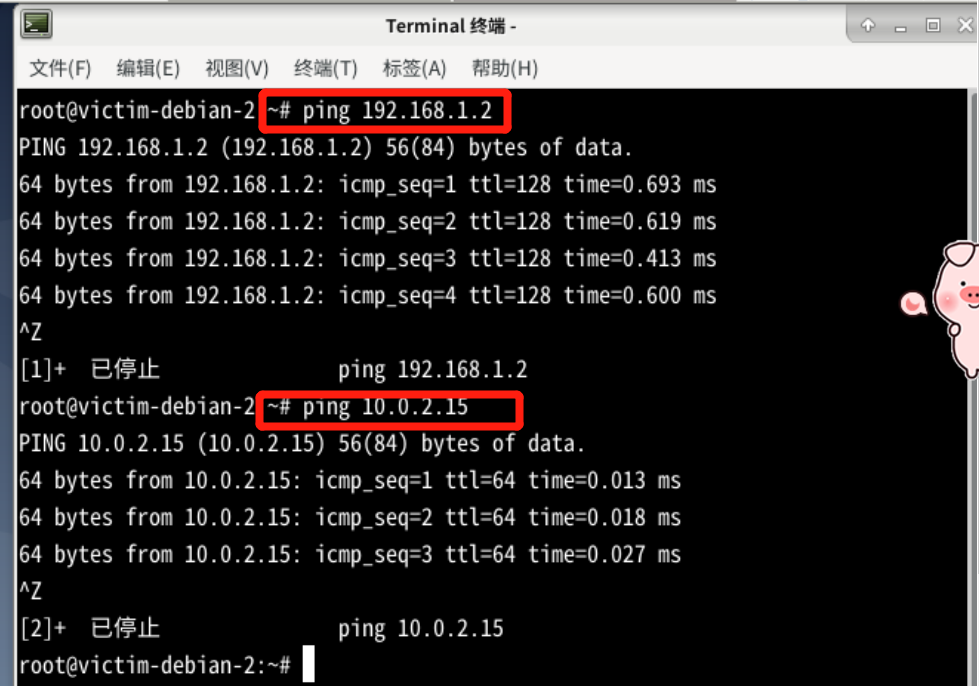 Terminal 终端 -
文件(F) 编辑(E) 视图(V) 终端(T) 标签(A) 帮助(H)
root@victim-debian-2 ~# ping 192.168.1.2
PING 192.168.1.2 (192.168.1.2) 56(84) bytes of data.
64 bytes from 192.168.1.2: icmp_seq=1 ttl=128 time=0.693 ms
64 bytes from 192.168.1.2: icmp_seq=2 ttl=128 time=0.619 ms
64 bytes from 192.168.1.2: icmp_seq=3 ttl=128 time=0.413 ms
64 bytes from 192.168.1.2: icmp_seq=4 ttl=128 time=0.600 ms
^Z
[1]+ 已停止 ping 192.168.1.2
root@victim-debian-2 ~# ping 10.0.2.15
PING 10.0.2.15 (10.0.2.15) 56(84) bytes of data.
64 bytes from 10.0.2.15: icmp_seq=1 ttl=64 time=0.013 ms
64 bytes from 10.0.2.15: icmp_seq=2 ttl=64 time=0.018 ms
64 bytes from 10.0.2.15: icmp_seq=3 ttl=64 time=0.027 ms
^Z
[2]+ 已停止 ping 10.0.2.15
root@victim-debian-2:~#